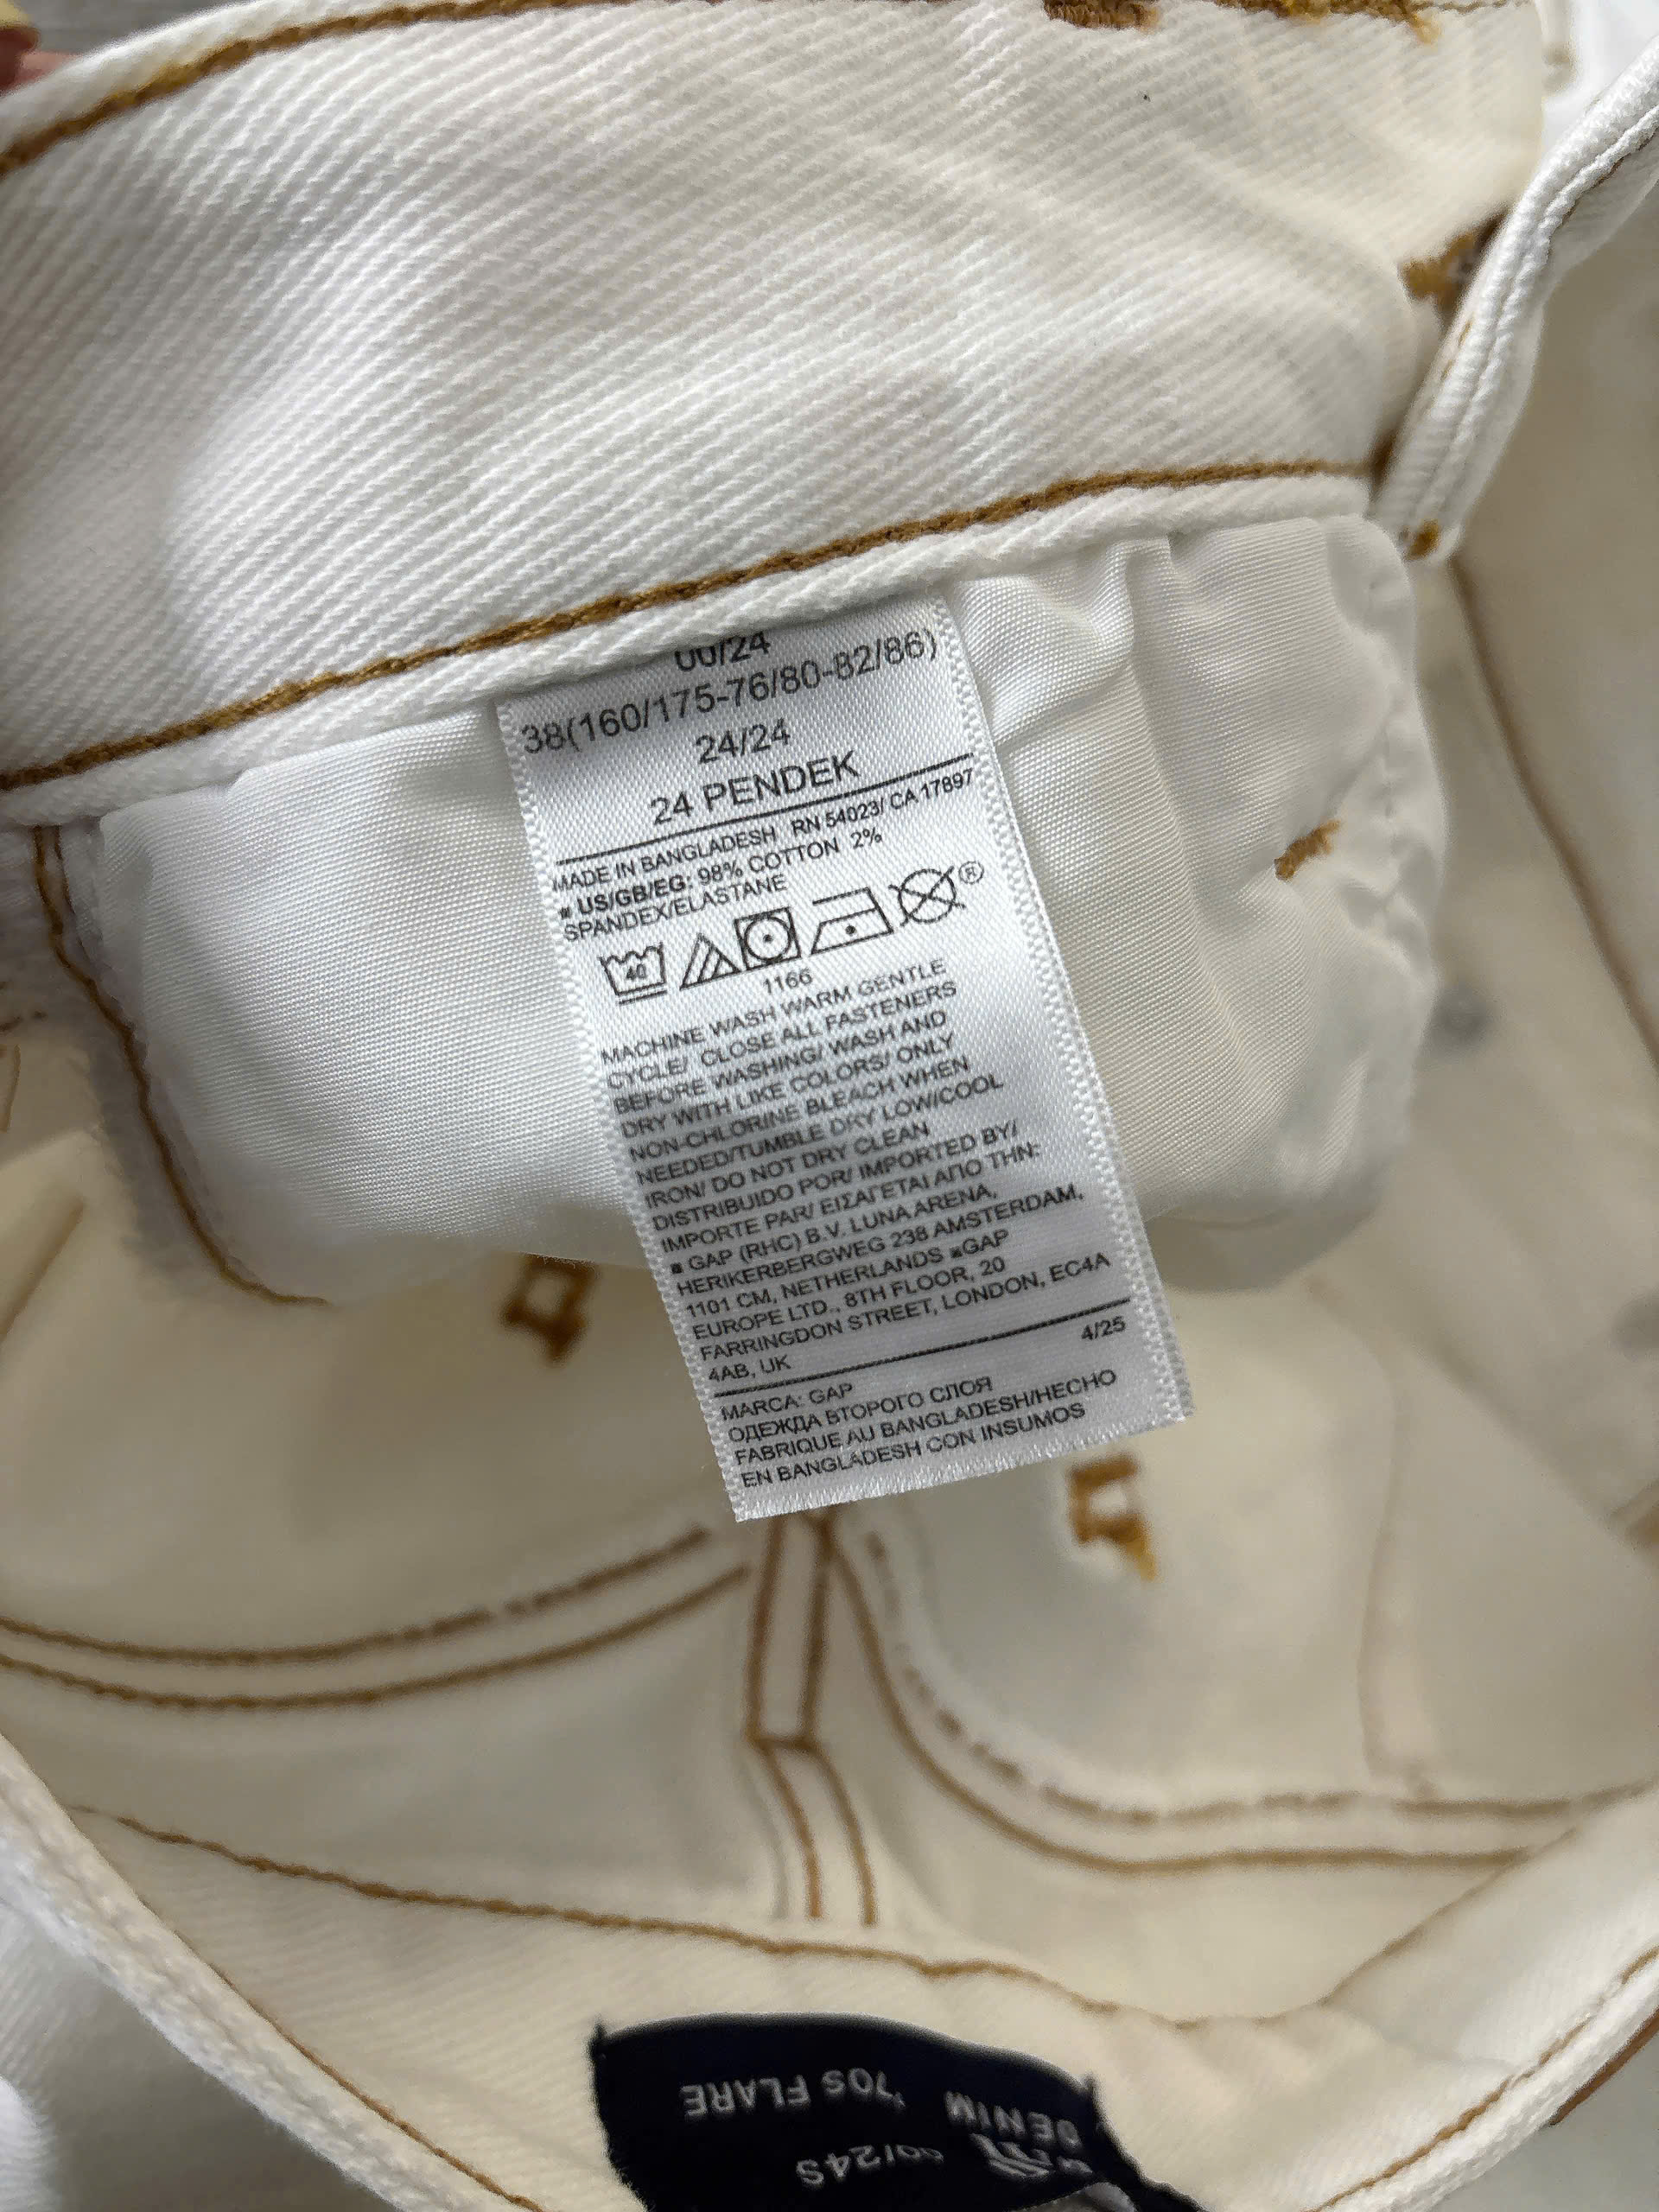 00/24
38(160/175-76/80-82/86)
24/24
24 PENDEK
MADE IN BANGLADESH RN 54023/ CA 17897
US/GB/EG: 98% COTTON 2%
SPANDEX/ELASTANE
40
®
1166
MACHINE WASH WARM GENTLE
CYCLE/ CLOSE ALL FASTENERS
BEFORE WASHING/ WASH AND
DRY WITH LIKE COLORS/ ONLY
NON-CHLORINE BLEACH WHEN
NEEDED/TUMBLE DRY LOW/COOL
IRON/ DO NOT DRY CLEAN
DISTRIBUIDO POR/ IMPORTED BY/
IMPORTE PAR/ ΕΙΣΑΓΕΤΑΙ ΑΠΟ ΤΗΝ:
GAP (RHC) B.V. LUNA ARENA,
HERIKERBERGWEG 238 AMSTERDAM,
1101 CM, NETHERLANDS GAP
EUROPE LTD., 8TH FLOOR, 20
FARRINGDON STREET, LONDON, EC4A
4AB, UK 4/25
MARCA: GAP
ОДЕЖДА ВТОРОГО СЛОЯ
FABRIQUE AU BANGLADESH/HECHO
EN BANGLADESH CON INSUMOS
00/24S
DENIM
'70S FLARE